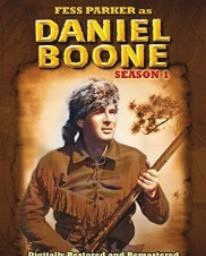 FESS PARKER as
DANIEL
BOONE
SEASON 1
Digitally Restored and Remastered